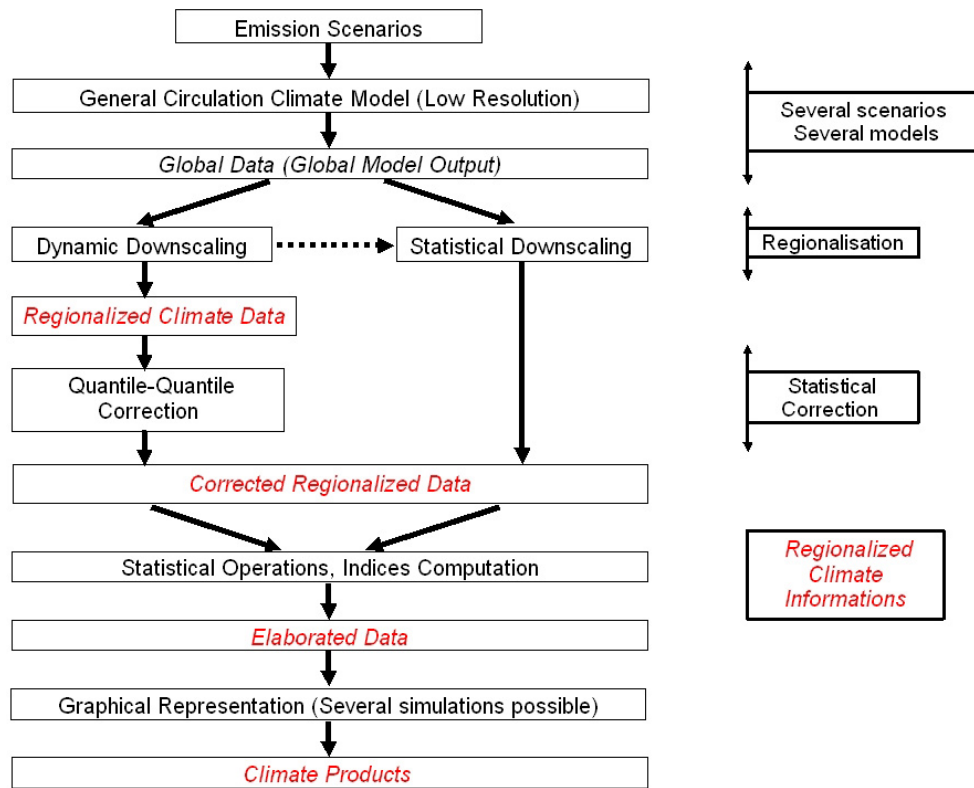 Emission Scenarios
General Circulation Climate Model (Low Resolution)
Global Data (Global Model Output)
Dynamic Downscaling
Statistical Downscaling
Regionalized Climate Data
Quantile-Quantile
Correction
Corrected Regionalized Data
Statistical Operations, Indices Computation
Elaborated Data
Graphical Representation (Several simulations possible)
Climate Products
Several scenarios
Several models
Regionalisation
Statistical
Correction
Regionalized
Climate
Informations